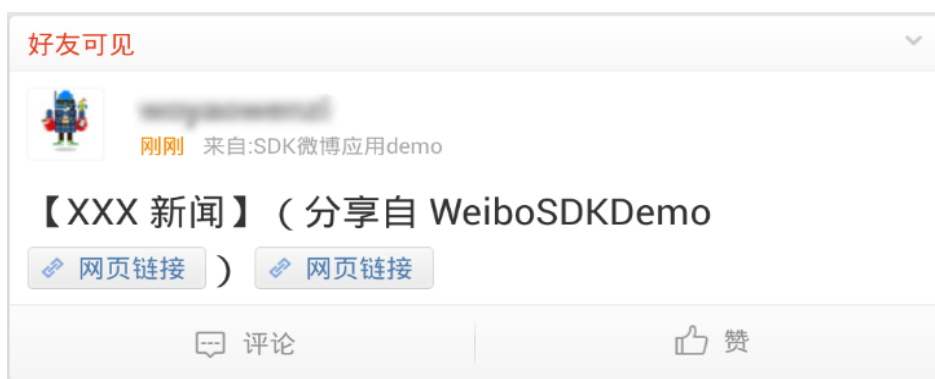 好友可见
刚刚 来自:SDK微博应用demo
【XXX 新闻】(分享自 WeiboSDKDemo
网页链接 ) 网页链接
评论 赞